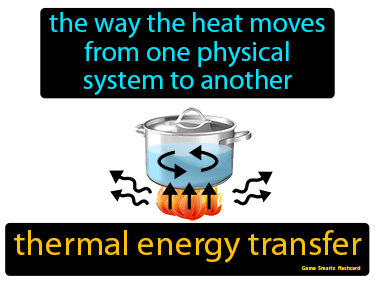 the way the heat moves
from one physical
system to another
thermal energy transfer
Game Smartz flashcard